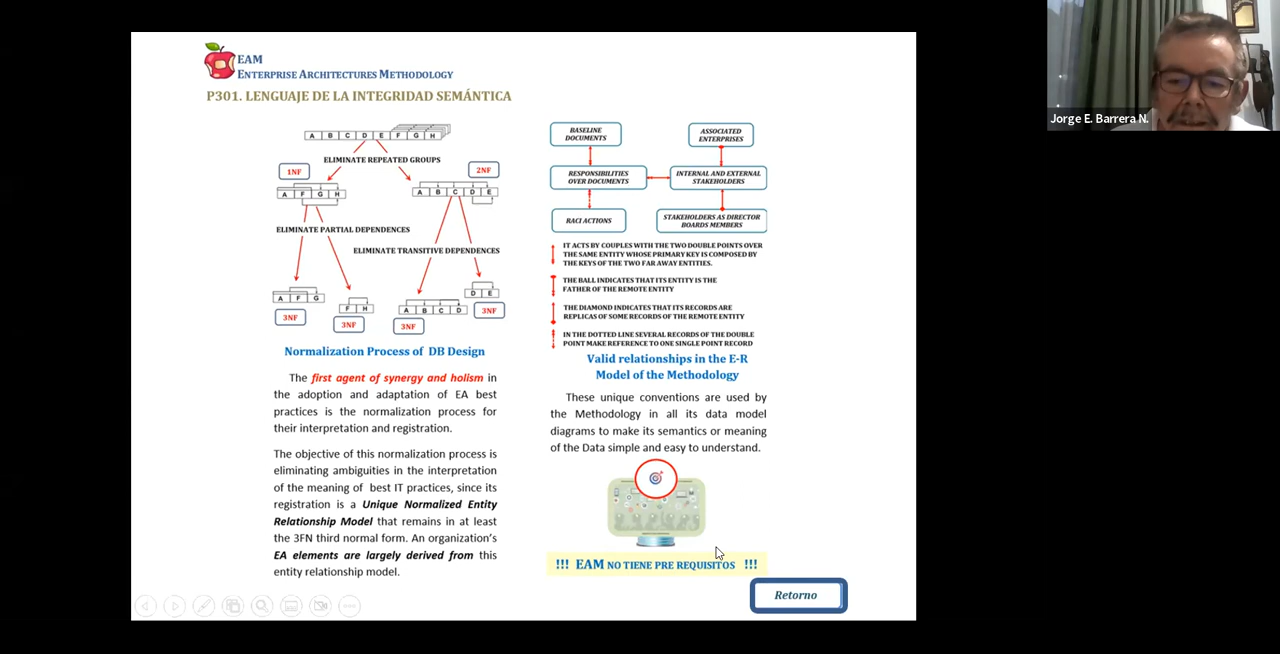 EAM
ENTERPRISE ARCHITECTURES METHODOLOGY
P301. LENGUAJE DE LA INTEGRIDAD SEMÁNTICA
A B C D E F G H
ELIMINATE REPEATED GROUPS
1NF
2NF
A F G H
A B C D E
ELIMINATE PARTIAL DEPENDENCES
ELIMINATE TRANSITIVE DEPENDENCES
A F G
F H
A B C D
D E
3NF
3NF
3NF
3NF
Normalization Process of DB Design
The first agent of synergy and holism in
the adoption and adaptation of EA best
practices is the normalization process for
their interpretation and registration.
The objective of this normalization process is
eliminating ambiguities in the interpretation
of the meaning of best IT practices, since its
registration is a Unique Normalized Entity
Relationship Model that remains in at least
the 3FN third normal form. An organization's
EA elements are largely derived from this
entity relationship model.
BASELINE
DOCUMENTS
ASSOCIATED
ENTERPRISES
RESPONSIBILITIES
OVER DOCUMENTS
INTERNAL AND EXTERNAL
STAKEHOLDERS
RACI ACTIONS
STAKEHOLDERS AS DIRECTOR
BOARDS MEMBERS
IT ACTS BY COUPLES WITH THE TWO DOUBLE POINTS OVER
THE SAME ENTITY WHOSE PRIMARY KEY IS COMPOSED BY
THE KEYS OF THE TWO FAR AWAY ENTITIES.
THE BALL INDICATES THAT ITS ENTITY IS THE
FATHER OF THE REMOTE ENTITY
THE DIAMOND INDICATES THAT ITS RECORDS ARE
REPLICAS OF SOME RECORDS OF THE REMOTE ENTITY
IN THE DOTTED LINE SEVERAL RECORDS OF THE DOUBLE
POINT MAKE REFERENCE TO ONE SINGLE POINT RECORD
Valid relationships in the E-R
Model of the Methodology
These unique conventions are used by
the Methodology in all its data model
diagrams to make its semantics or meaning
of the Data simple and easy to understand.
!!! EAM NO TIENE PRE REQUISITOS !!!
Retorno
Jorge E. Barrera N.